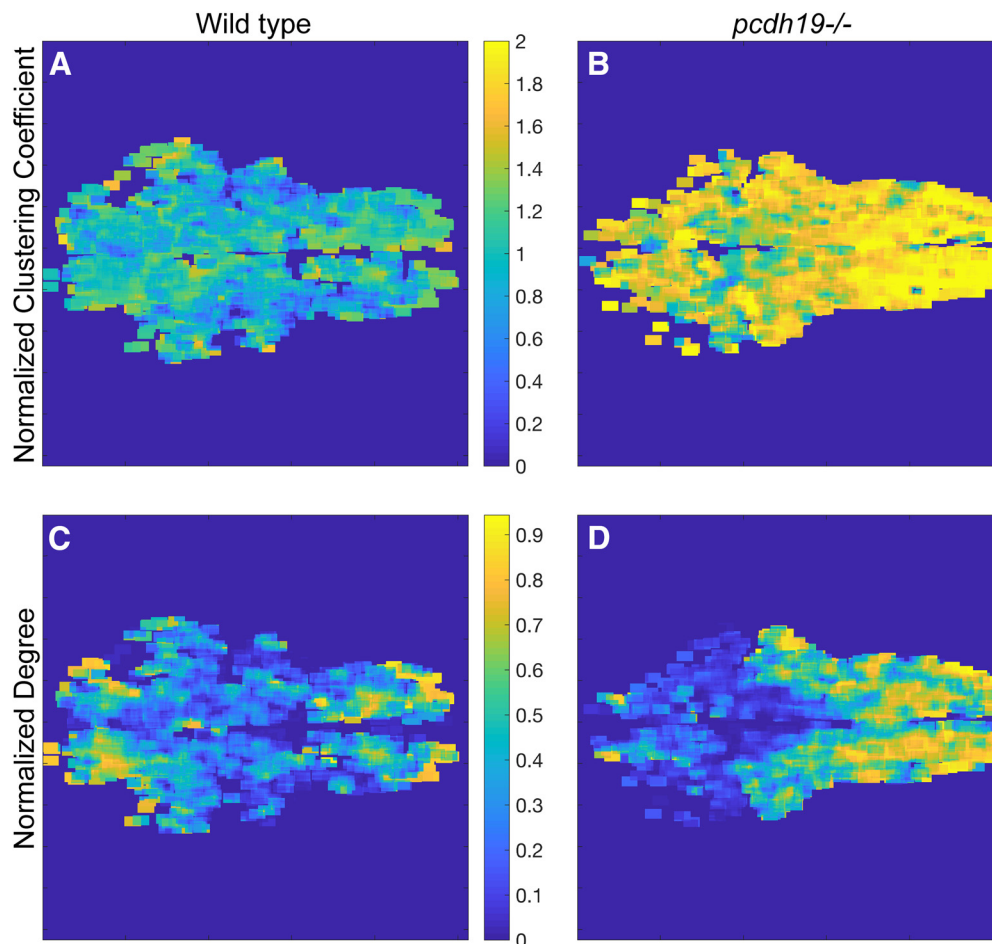 Wild type
pcdh19-/-
Normalized Clustering Coefficient
A
2
1.8
1.6
1.4
1.2
1
0.8
0.6
0.4
0.2
0
B
Normalized Degree
C
0.9
0.8
0.7
0.6
0.5
0.4
0.3
0.2
0.1
0
D